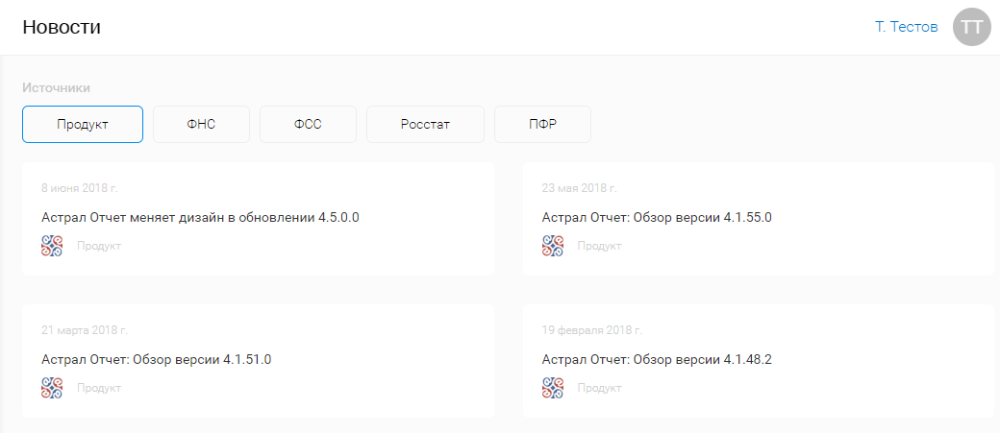 Новости
Т. Тестов
ТТ
Источники
Продукт
ФНС
ФСС
Росстат
ПФР
8 июня 2018 г.
Астрал Отчет меняет дизайн в обновлении 4.5.0.0
Продукт
23 мая 2018 г.
Астрал Отчет: Обзор версии 4.1.55.0
Продукт
21 марта 2018 г.
Астрал Отчет: Обзор версии 4.1.51.0
Продукт
19 февраля 2018 г.
Астрал Отчет: Обзор версии 4.1.48.2
Продукт